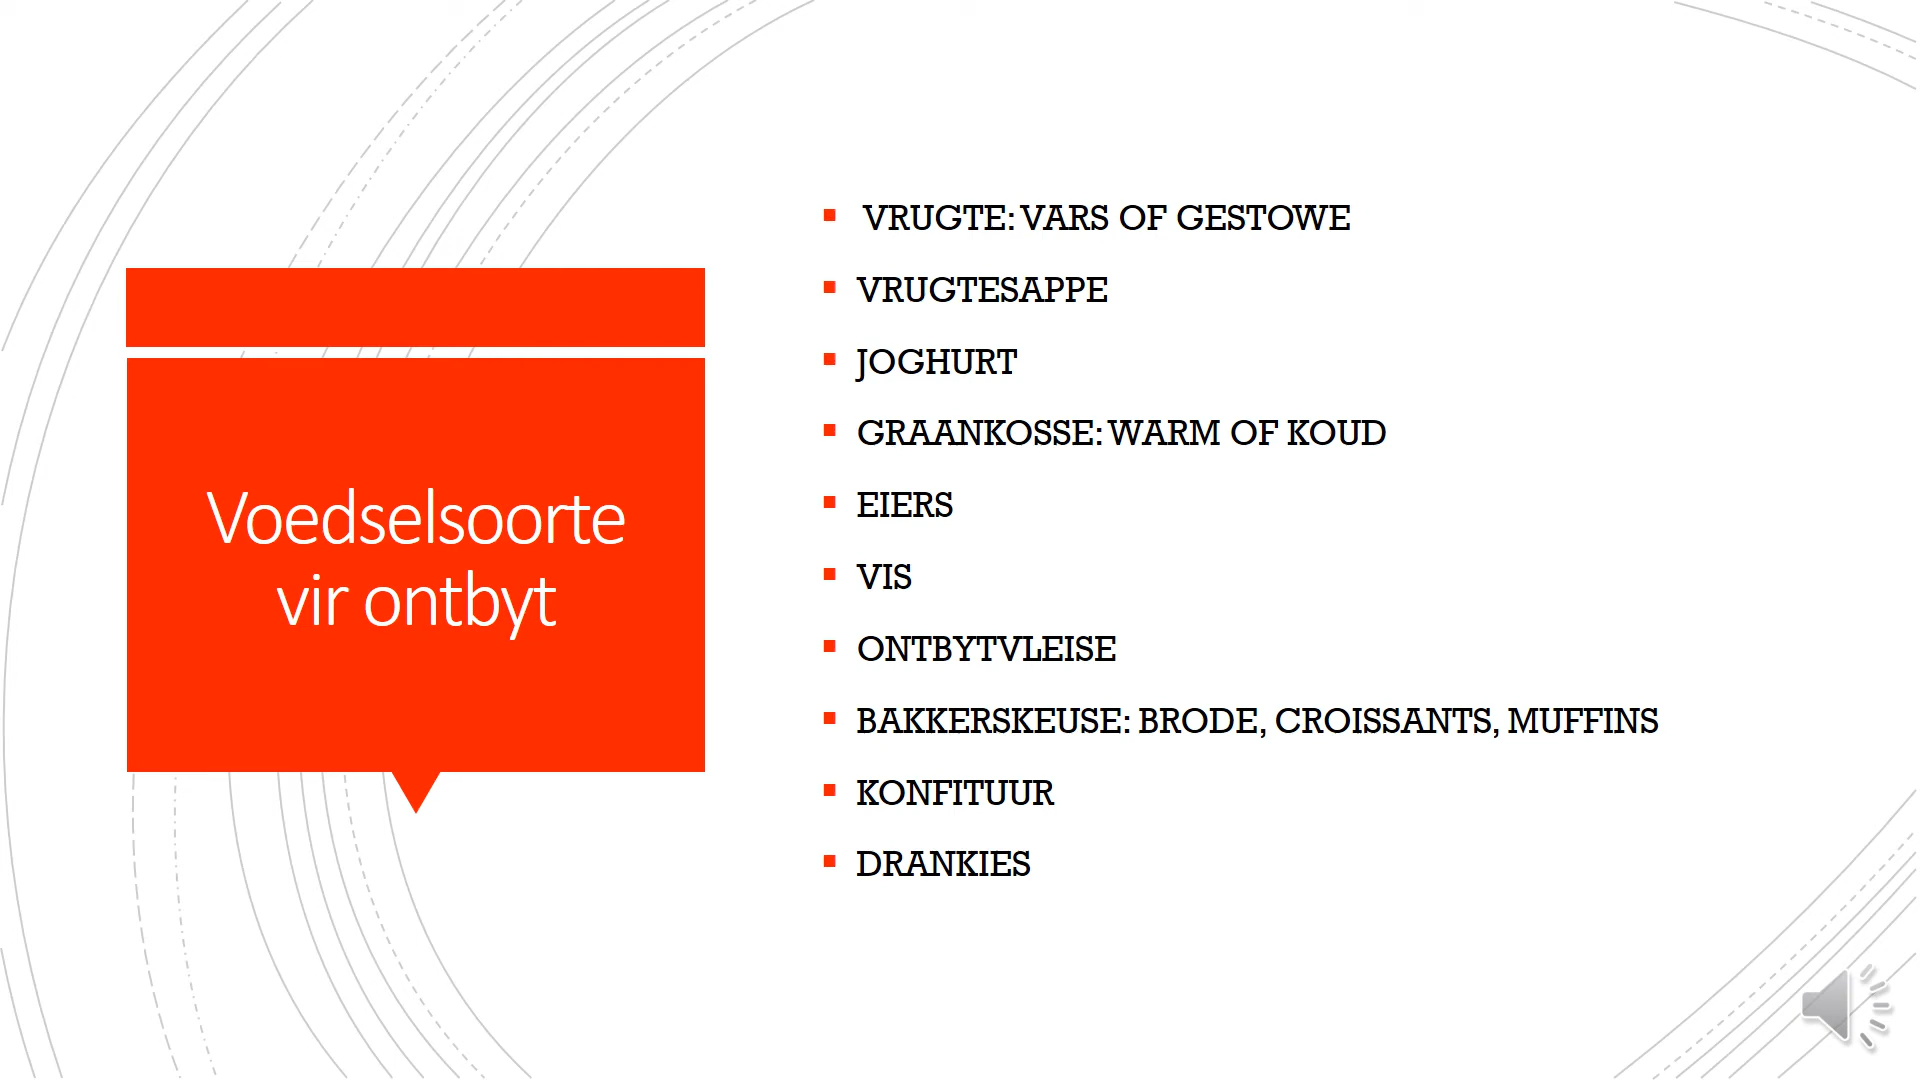 Voedselsoorte
vir ontbyt
VRUGTE: VARS OF GESTOWE
VRUGTESAPPE
JOGHURT
GRAANKOSSE: WARM OF KOUD
EIERS
VIS
ONTBYTVLEISE
BAKKERSKEUSE: BRODE, CROISSANTS, MUFFINS
KONFITUUR
DRANKIES